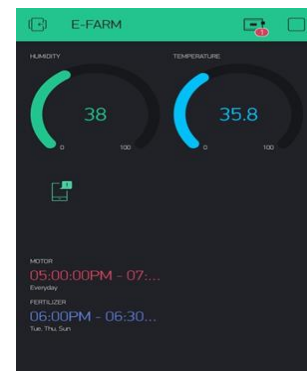 E-FARM
HUMIDITY TEMPERATURE
38 35.8
0 100 0 100
MOTOR
05:00:00PM - 07:...
Everyday
FERTILIZER
06:00PM - 06:30...
Tue, Thu, Sun